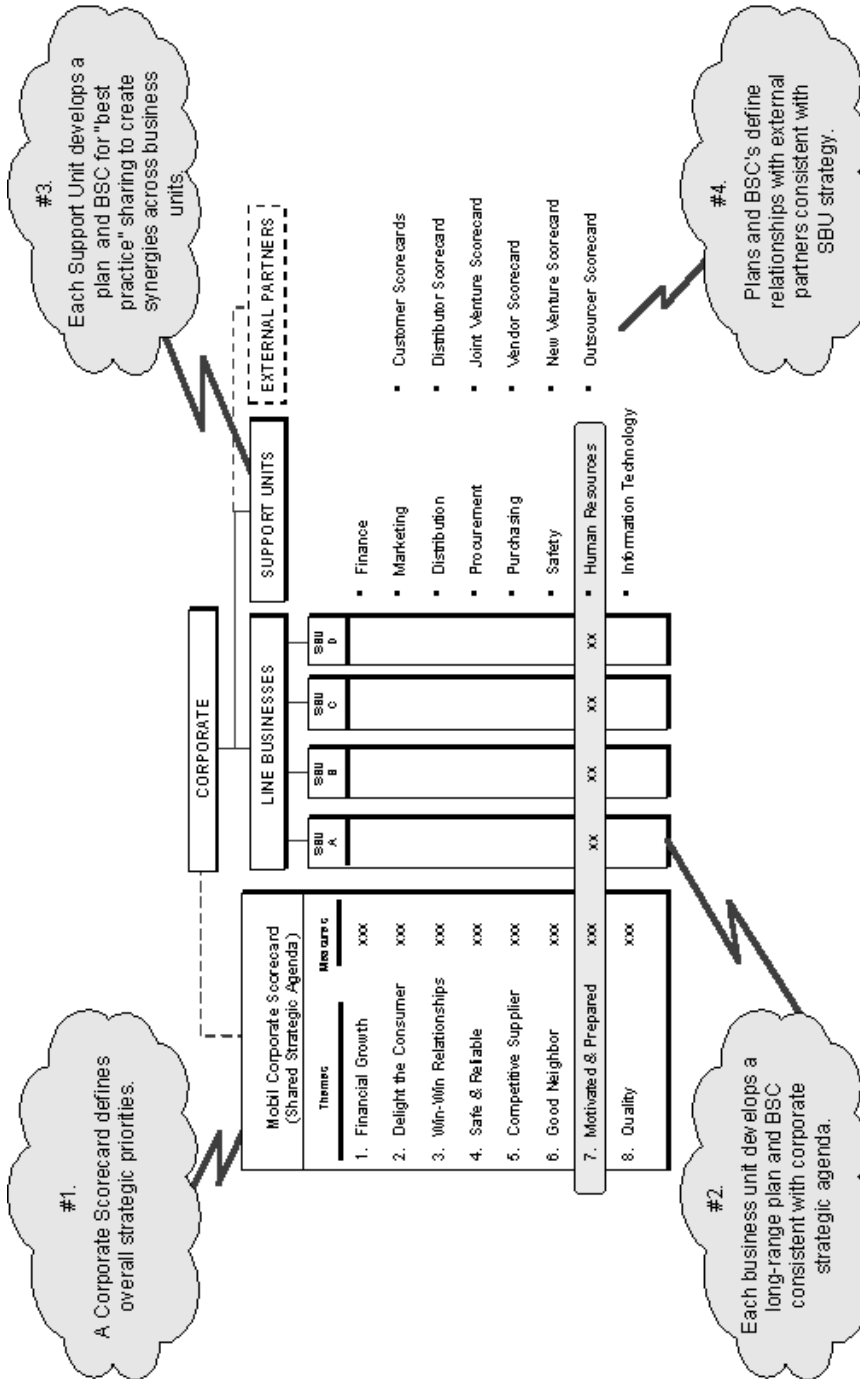 #1.
A Corporate Scorecard defines
overall strategic priorities.
#3.
Each Support Unit develops a
plan and BSC for "best
practice" sharing to create
synergies across business
units.
CORPORATE
LINE BUSINESSES
SUPPORT UNITS
EXTERNAL PARTNERS
Mobil Corporate Scorecard
(Shared Strategic Agenda)
Themes
Measures
1. Financial Growth xxx
2. Delight the Consumer xxx
3. Win-Win Relationships xxx
4. Safe & Reliable xxx
5. Competitive Supplier xxx
6. Good Neighbor xxx
7. Motivated & Prepared xxx
8. Quality xxx
SBU
A
SBU
B
SBU
C
SBU
D
xx
xx
xx
xx
▪ Finance
▪ Marketing
▪ Distribution
▪ Procurement
▪ Purchasing
▪ Safety
▪ Human Resources
▪ Information Technology
▪ Customer Scorecards
▪ Distributor Scorecard
▪ Joint Venture Scorecard
▪ Vendor Scorecard
▪ New Venture Scorecard
▪ Outsourcer Scorecard
#2.
Each business unit develops a
long-range plan and BSC
consistent with corporate
strategic agenda.
#4.
Plans and BSC's define
relationships with external
partners consistent with
SBU strategy.